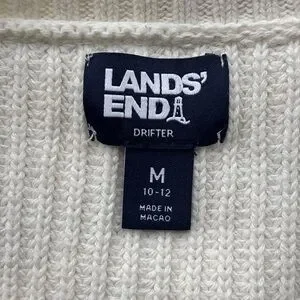 LANDS'
END
DRIFTER
M
10-12
MADE IN
MACAO